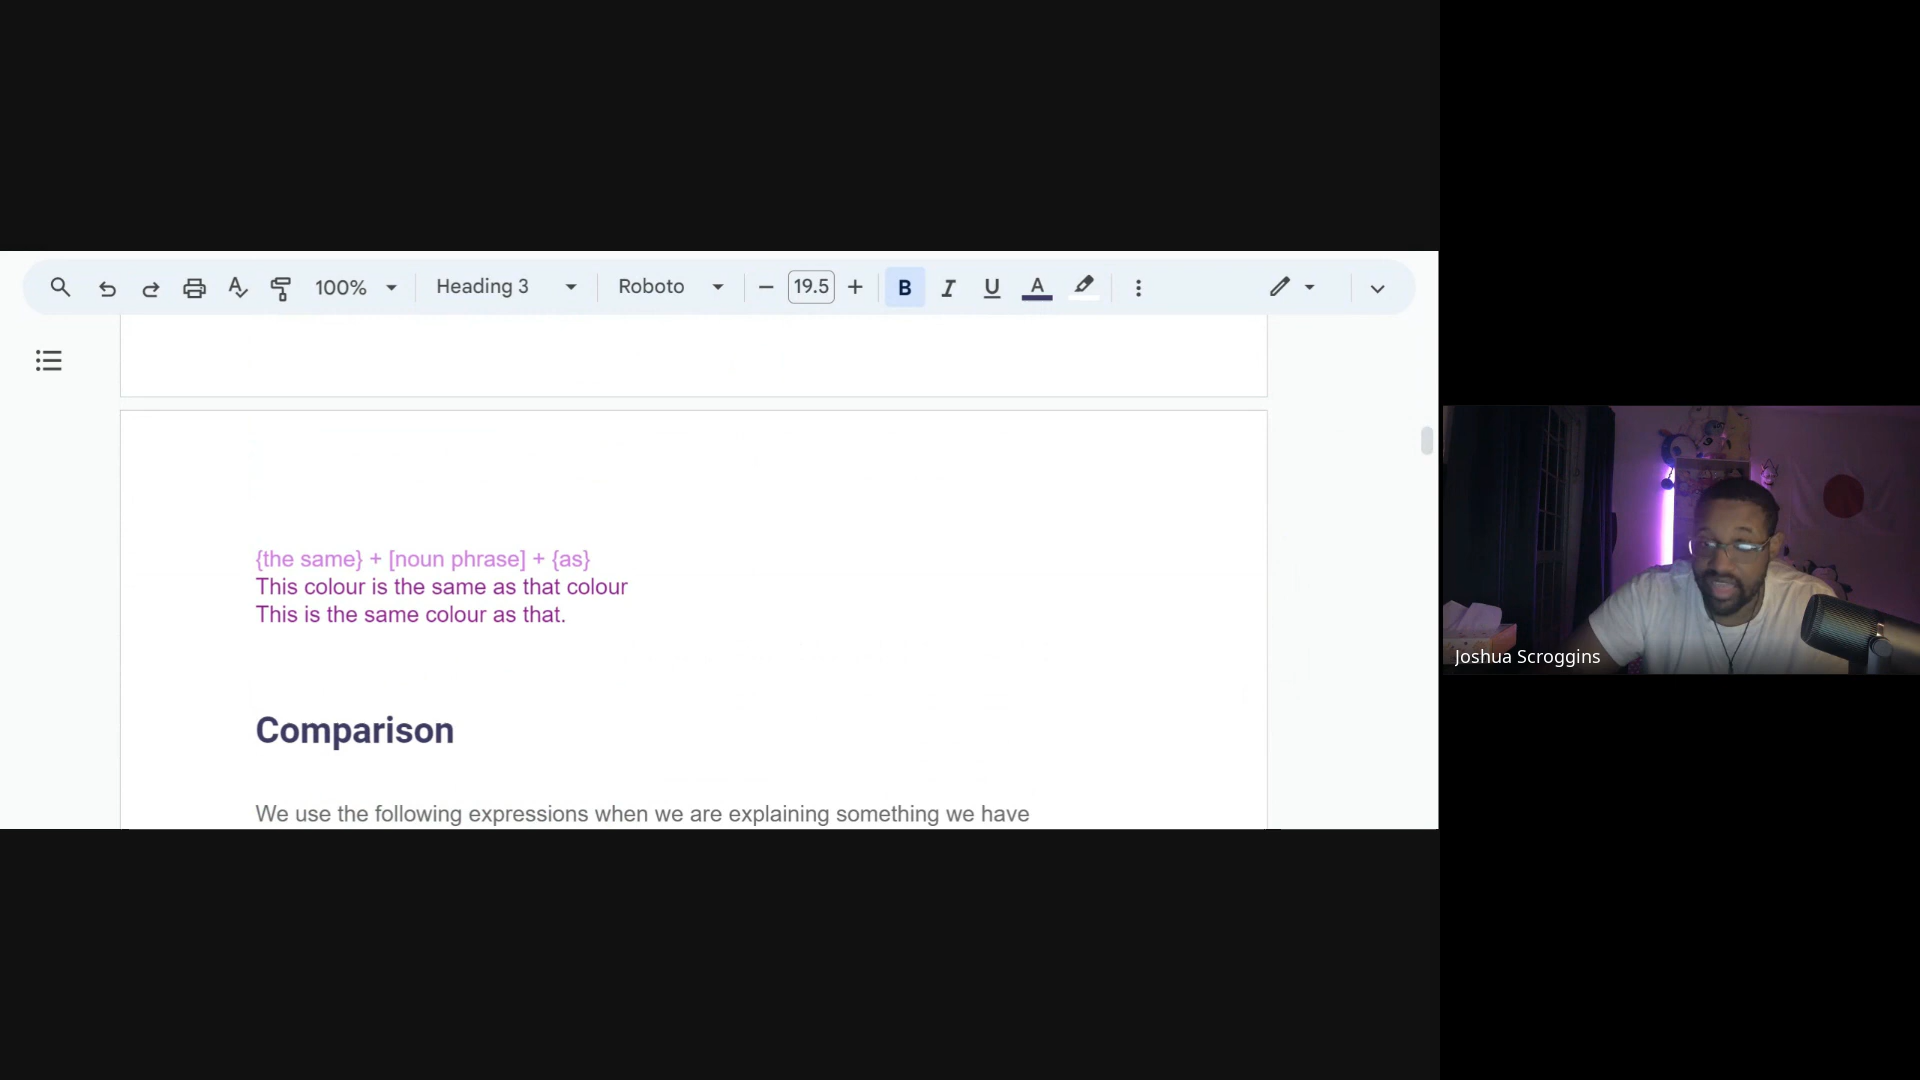 100%
Heading 3
Roboto
19.5
B
I
U
A
{the same} + [noun phrase] + {as}
This colour is the same as that colour
This is the same colour as that.
Comparison
We use the following expressions when we are explaining something we have
Joshua Scroggins